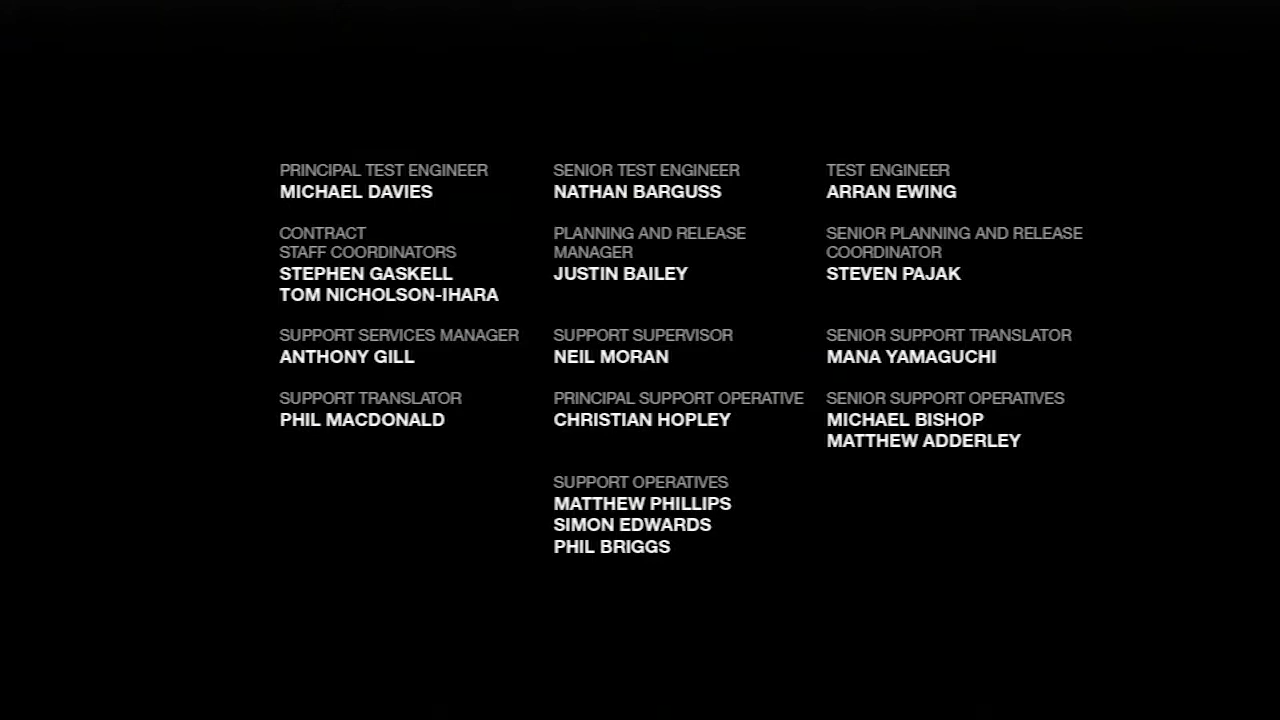 PRINCIPAL TEST ENGINEER
MICHAEL DAVIES
SENIOR TEST ENGINEER
NATHAN BARGUSS
TEST ENGINEER
ARRAN EWING
CONTRACT
STAFF COORDINATORS
STEPHEN GASKELL
TOM NICHOLSON-IHARA
PLANNING AND RELEASE
MANAGER
JUSTIN BAILEY
SENIOR PLANNING AND RELEASE
COORDINATOR
STEVEN PAJAK
SUPPORT SERVICES MANAGER
ANTHONY GILL
SUPPORT SUPERVISOR
NEIL MORAN
SENIOR SUPPORT TRANSLATOR
MANA YAMAGUCHI
SUPPORT TRANSLATOR
PHIL MACDONALD
PRINCIPAL SUPPORT OPERATIVE
CHRISTIAN HOPLEY
SENIOR SUPPORT OPERATIVES
MICHAEL BISHOP
MATTHEW ADDERLEY
SUPPORT OPERATIVES
MATTHEW PHILLIPS
SIMON EDWARDS
PHIL BRIGGS